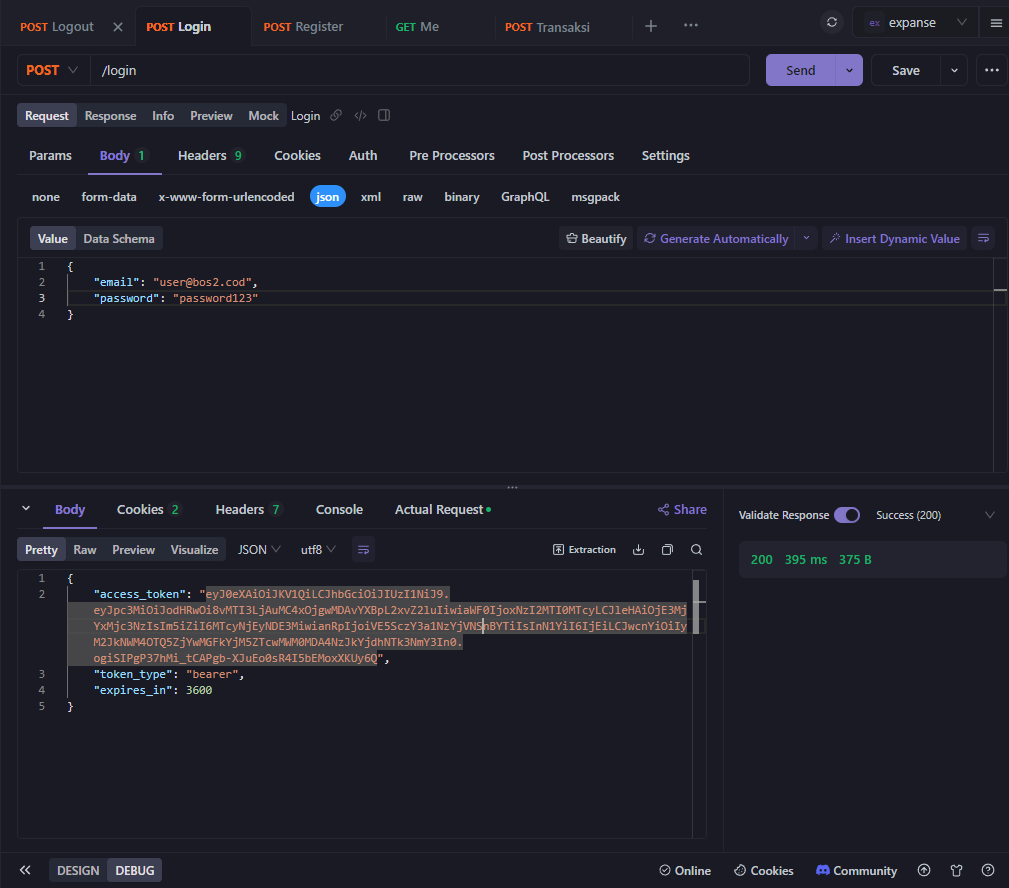 POST Logout
POST Login
POST Register
GET Me
POST Transaksi
ex expanse
POST
/login
Send
Save
Request Response Info Preview Mock Login
Params
Body 1
Headers 9
Cookies
Auth
Pre Processors
Post Processors
Settings
none form-data x-www-form-urlencoded json xml raw binary GraphQL msgpack
Value Data Schema
Beautify
Generate Automatically
Insert Dynamic Value
1 {
2 "email": "user@bos2.cod",
3 "password": "password123"
4 }
Body
Cookies 2
Headers 7
Console
Actual Request
Share
Validate Response
Success (200)
Pretty Raw Preview Visualize JSON utf8
Extraction
200 395 ms 375 B
1 {
2 "access_token": "eyJ0eXAiOiJKV1QiLCJhbGciOiJIUzI1NiJ9.
3 "token_type": "bearer",
4 "expires_in": 3600
5 }
DESIGN DEBUG
Online
Cookies
Community